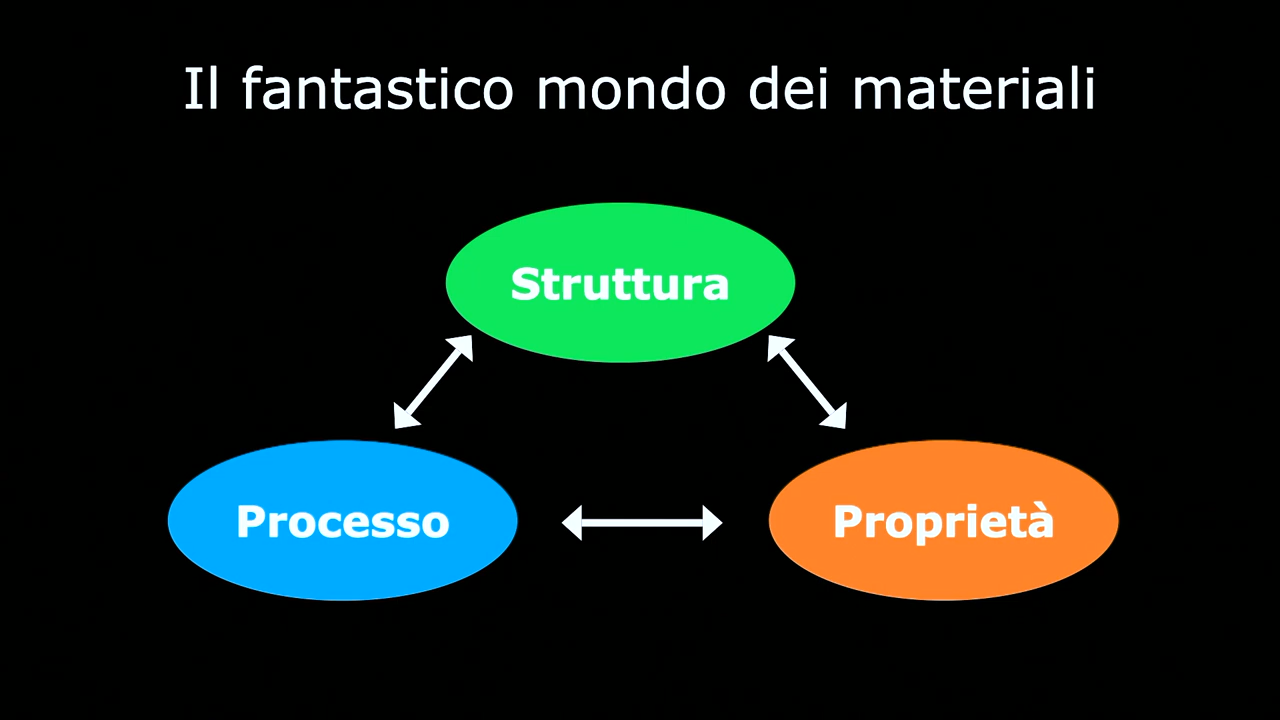 Il fantastico mondo dei materiali
Struttura
Processo
Proprietà